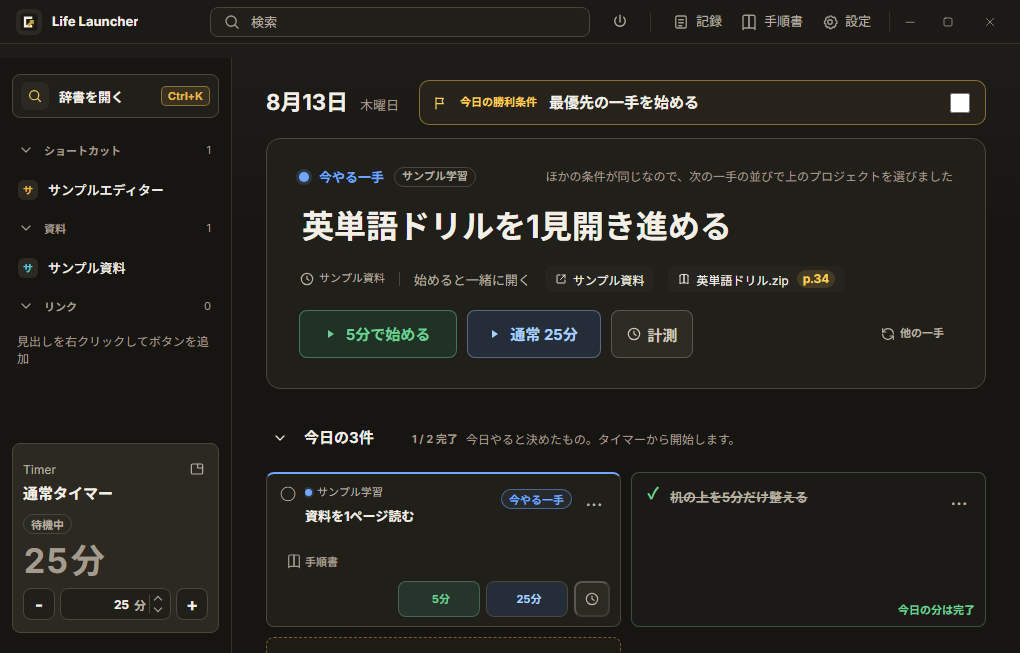 Life Launcher
検索
記録
手順書
設定
辞書を開く Ctrl+K
ショートカット 1
サ サンプルエディター
資料 1
サ サンプル資料
リンク 0
見出しを右クリックしてボタンを追
加
Timer
通常タイマー
待機中
25分
- 25 分 +
8月13日 木曜日
今日の勝利条件 最優先の一手を始める
今やる一手 サンプル学習 ほかの条件が同じなので、次の一手の並びで上のプロジェクトを選びました
英単語ドリルを1見開き進める
サンプル資料 始めると一緒に開く サンプル資料 英単語ドリル.zip p.34
5分で始める 通常 25分 計測 他の一手
今日の3件 1 / 2 完了 今日やると決めたもの。タイマーから開始します。
サンプル学習 今やる一手 ...
資料を1ページ読む
手順書
5分 25分
机の上を5分だけ整える ...
今日の分は完了